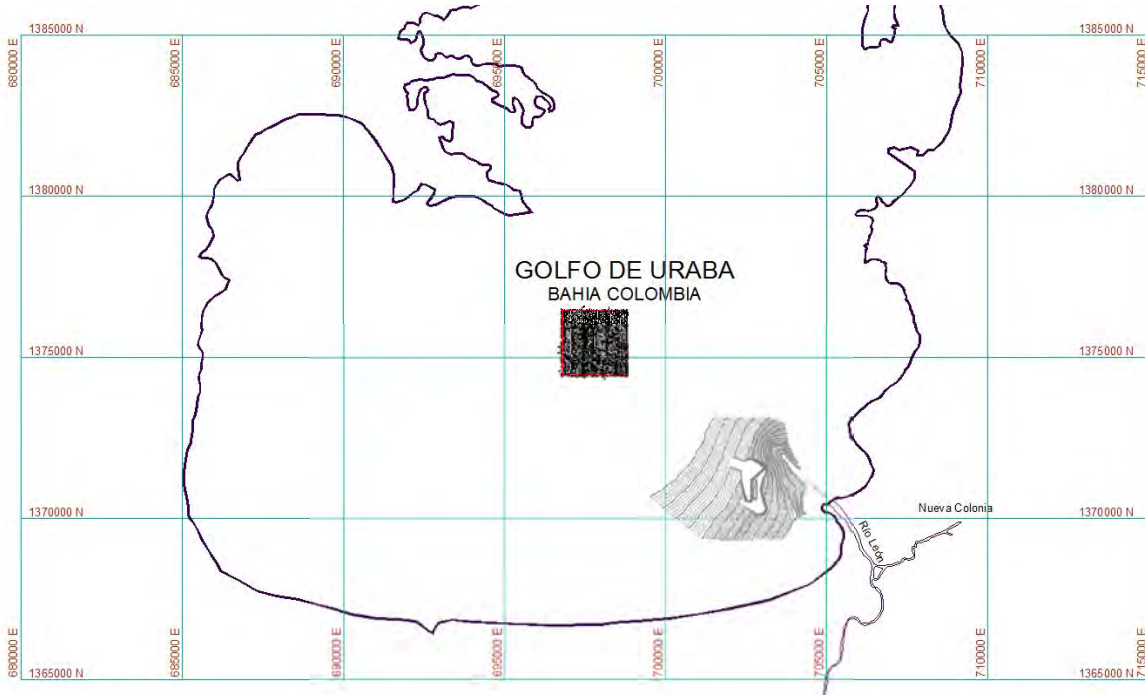 680000 E
685000 E
690000 E
695000 E
700000 E
705000 E
710000 E
715000 E
1385000 N
1385000 N
1380000 N
1380000 N
GOLFO DE URABA
BAHIA COLOMBIA
1375000 N
1375000 N
1370000 N
Nueva Colonia
1370000 N
Río León
1365000 N
1365000 N
680000 E
685000 E
690000 E
695000 E
700000 E
705000 E
710000 E
715000 E